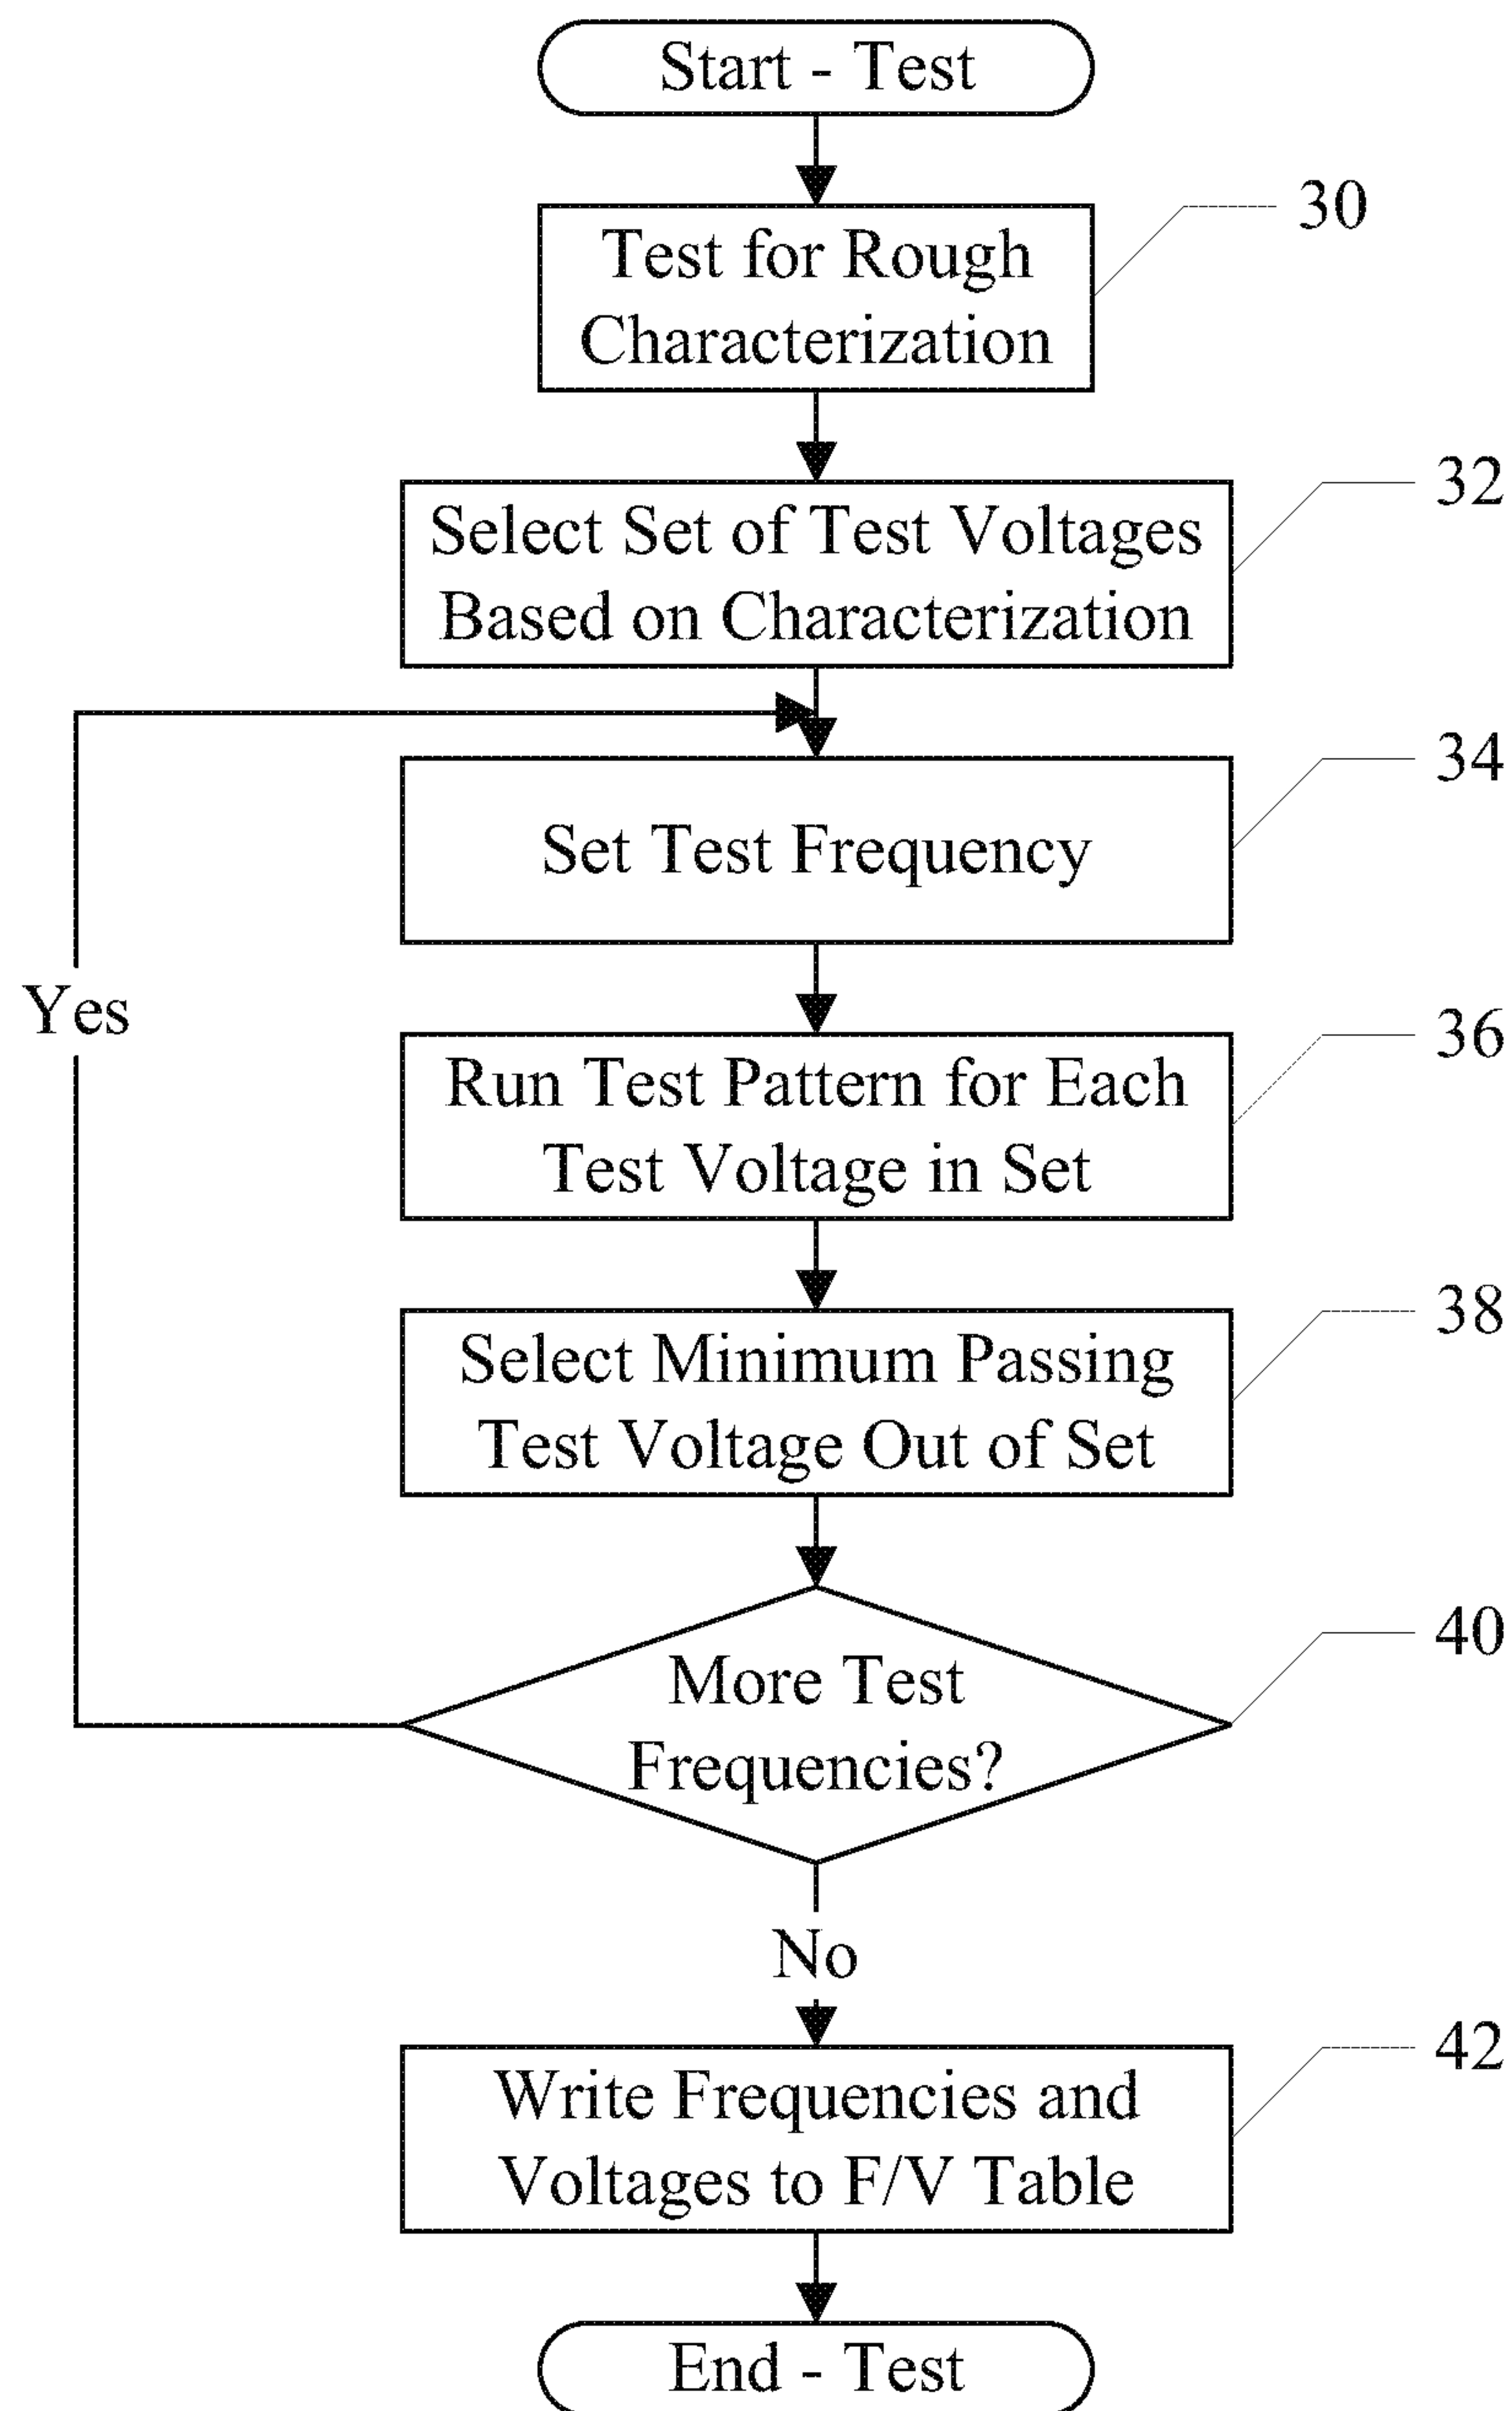 Start - Test
30
Test for Rough
Characterization
32
Select Set of Test Voltages
Based on Characterization
34
Set Test Frequency
Yes
36
Run Test Pattern for Each
Test Voltage in Set
38
Select Minimum Passing
Test Voltage Out of Set
40
More Test
Frequencies?
No
42
Write Frequencies and
Voltages to F/V Table
End - Test